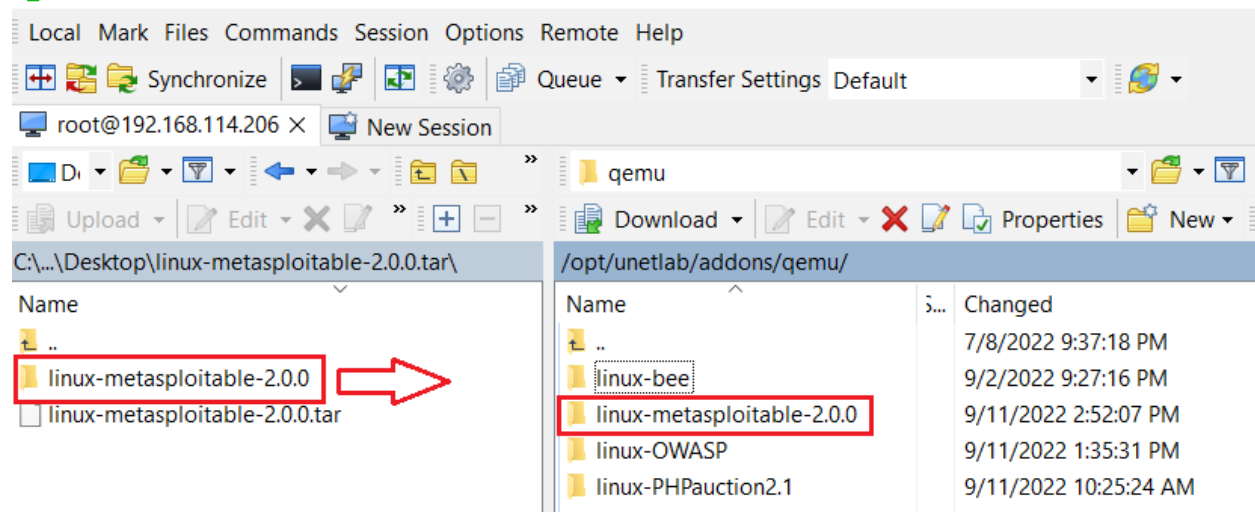 Local Mark Files Commands Session Options Remote Help
Synchronize Queue Transfer Settings Default
root@192.168.114.206 × New Session
qemu
Upload Edit » » Download Edit Properties New
C:\...\Desktop\linux-metasploitable-2.0.0.tar\ /opt/unetlab/addons/qemu/
Name Name Changed
.. .. 7/8/2022 9:37:18 PM
linux-metasploitable-2.0.0 linux-bee 9/2/2022 9:27:16 PM
linux-metasploitable-2.0.0.tar linux-metasploitable-2.0.0 9/11/2022 2:52:07 PM
linux-OWASP 9/11/2022 1:35:31 PM
linux-PHPauction2.1 9/11/2022 10:25:24 AM